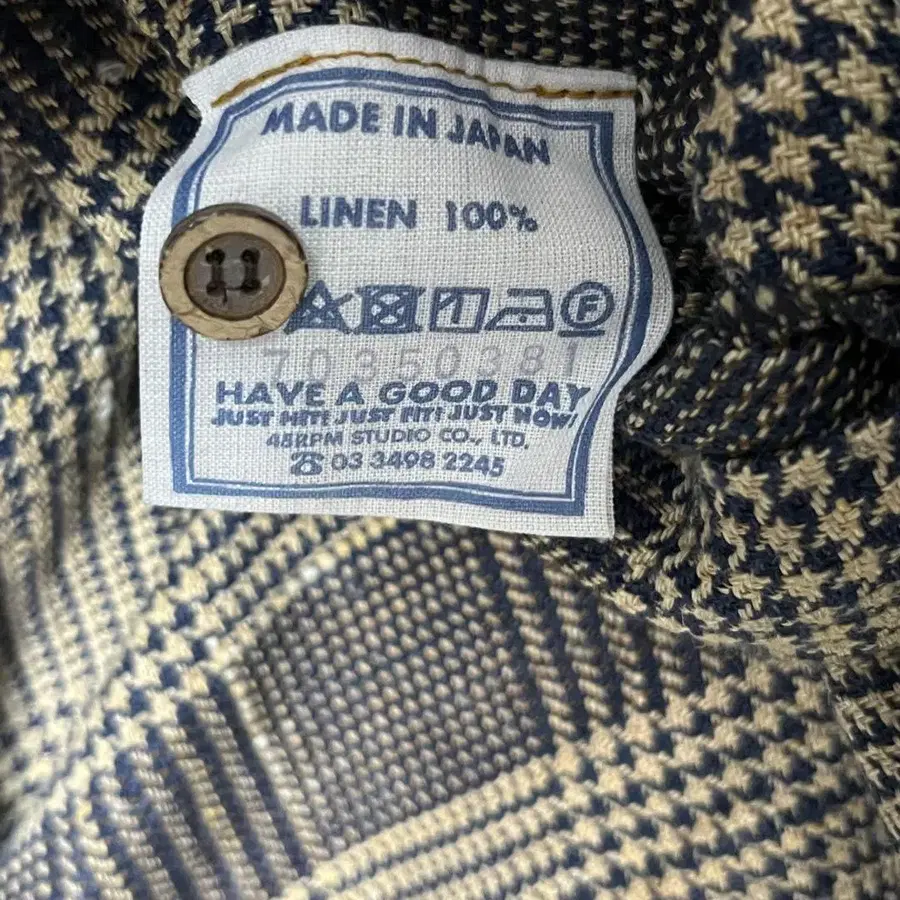 MADE IN JAPAN
LINEN 100%
F
70350381
HAVE A GOOD DAY
JUST HIT! JUST FIT! JUST NOW!
45RPM STUDIO CO., LTD.
☎ 03 3498 2245